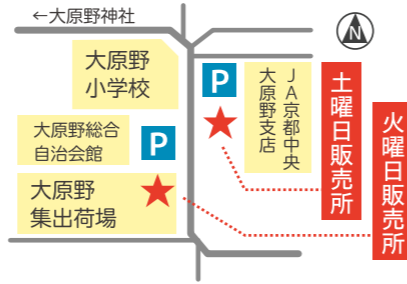 ←大原野神社
N
大原野
小学校
P
JA京都中央
大原野支店
土曜日販売所
火曜日販売所
大原野総合
自治会館
P
大原野
集出荷場